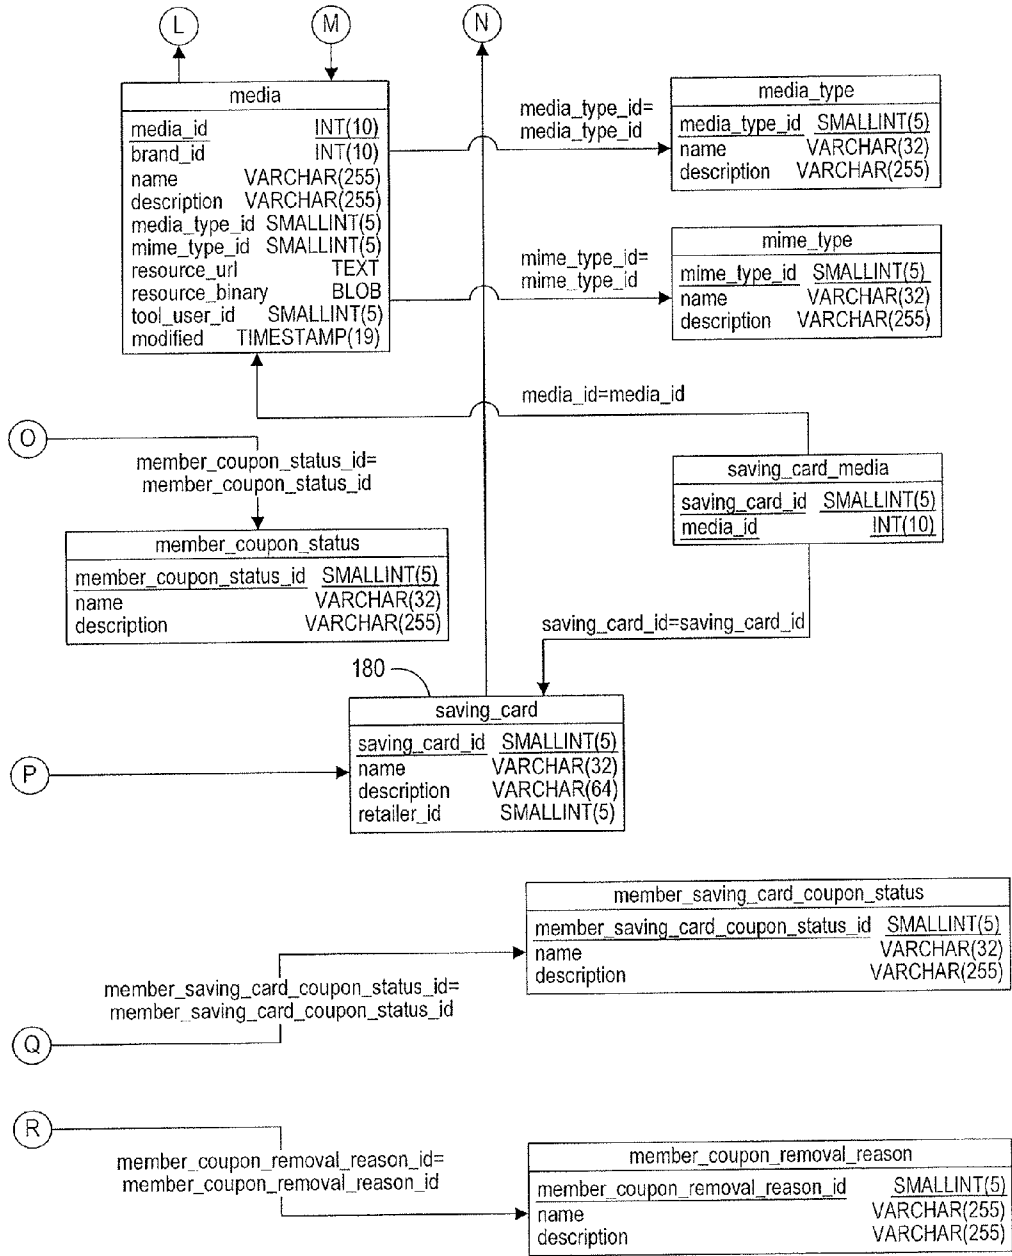 L
M
N
media
media_id INT(10)
brand_id INT(10)
name VARCHAR(255)
description VARCHAR(255)
media_type_id SMALLINT(5)
mime_type_id SMALLINT(5)
resource_url TEXT
resource_binary BLOB
tool_user_id SMALLINT(5)
modified TIMESTAMP(19)
media_type_id=
media_type_id
media_type
media_type_id SMALLINT(5)
name VARCHAR(32)
description VARCHAR(255)
mime_type_id=
mime_type_id
mime_type
mime_type_id SMALLINT(5)
name VARCHAR(32)
description VARCHAR(255)
media_id=media_id
O
member_coupon_status_id=
member_coupon_status_id
saving_card_media
saving_card_id SMALLINT(5)
media_id INT(10)
member_coupon_status
member_coupon_status_id SMALLINT(5)
name VARCHAR(32)
description VARCHAR(255)
saving_card_id=saving_card_id
180
saving_card
saving_card_id SMALLINT(5)
name VARCHAR(32)
description VARCHAR(64)
retailer_id SMALLINT(5)
P
member_saving_card_coupon_status
member_saving_card_coupon_status_id SMALLINT(5)
name VARCHAR(32)
description VARCHAR(255)
member_saving_card_coupon_status_id=
member_saving_card_coupon_status_id
Q
R
member_coupon_removal_reason_id=
member_coupon_removal_reason_id
member_coupon_removal_reason
member_coupon_removal_reason_id SMALLINT(5)
name VARCHAR(255)
description VARCHAR(255)